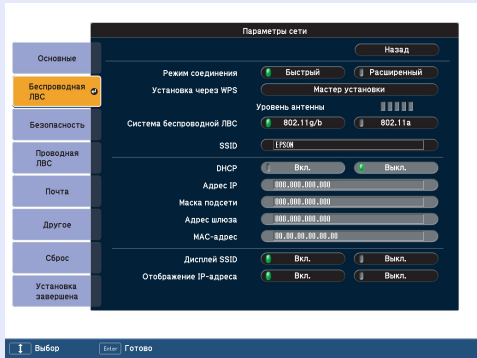 Параметры сети
Назад
Основные
Беспроводная
ЛВС
Безопасность
Проводная
ЛВС
Почта
Другое
Сброс
Установка
завершена
Режим соединения Быстрый Расширенный
Установка через WPS Мастер установки
Уровень антенны
Система беспроводной ЛВС 802.11g/b 802.11a
SSID EPSON
DHCP Вкл. Выкл.
Адрес IP 000.000.000.000
Маска подсети 000.000.000.000
Адрес шлюза 000.000.000.000
MAC-адрес 00.00.00.00.00.00
Дисплей SSID Вкл. Выкл.
Отображение IP-адреса Вкл. Выкл.
Выбор Enter Готово